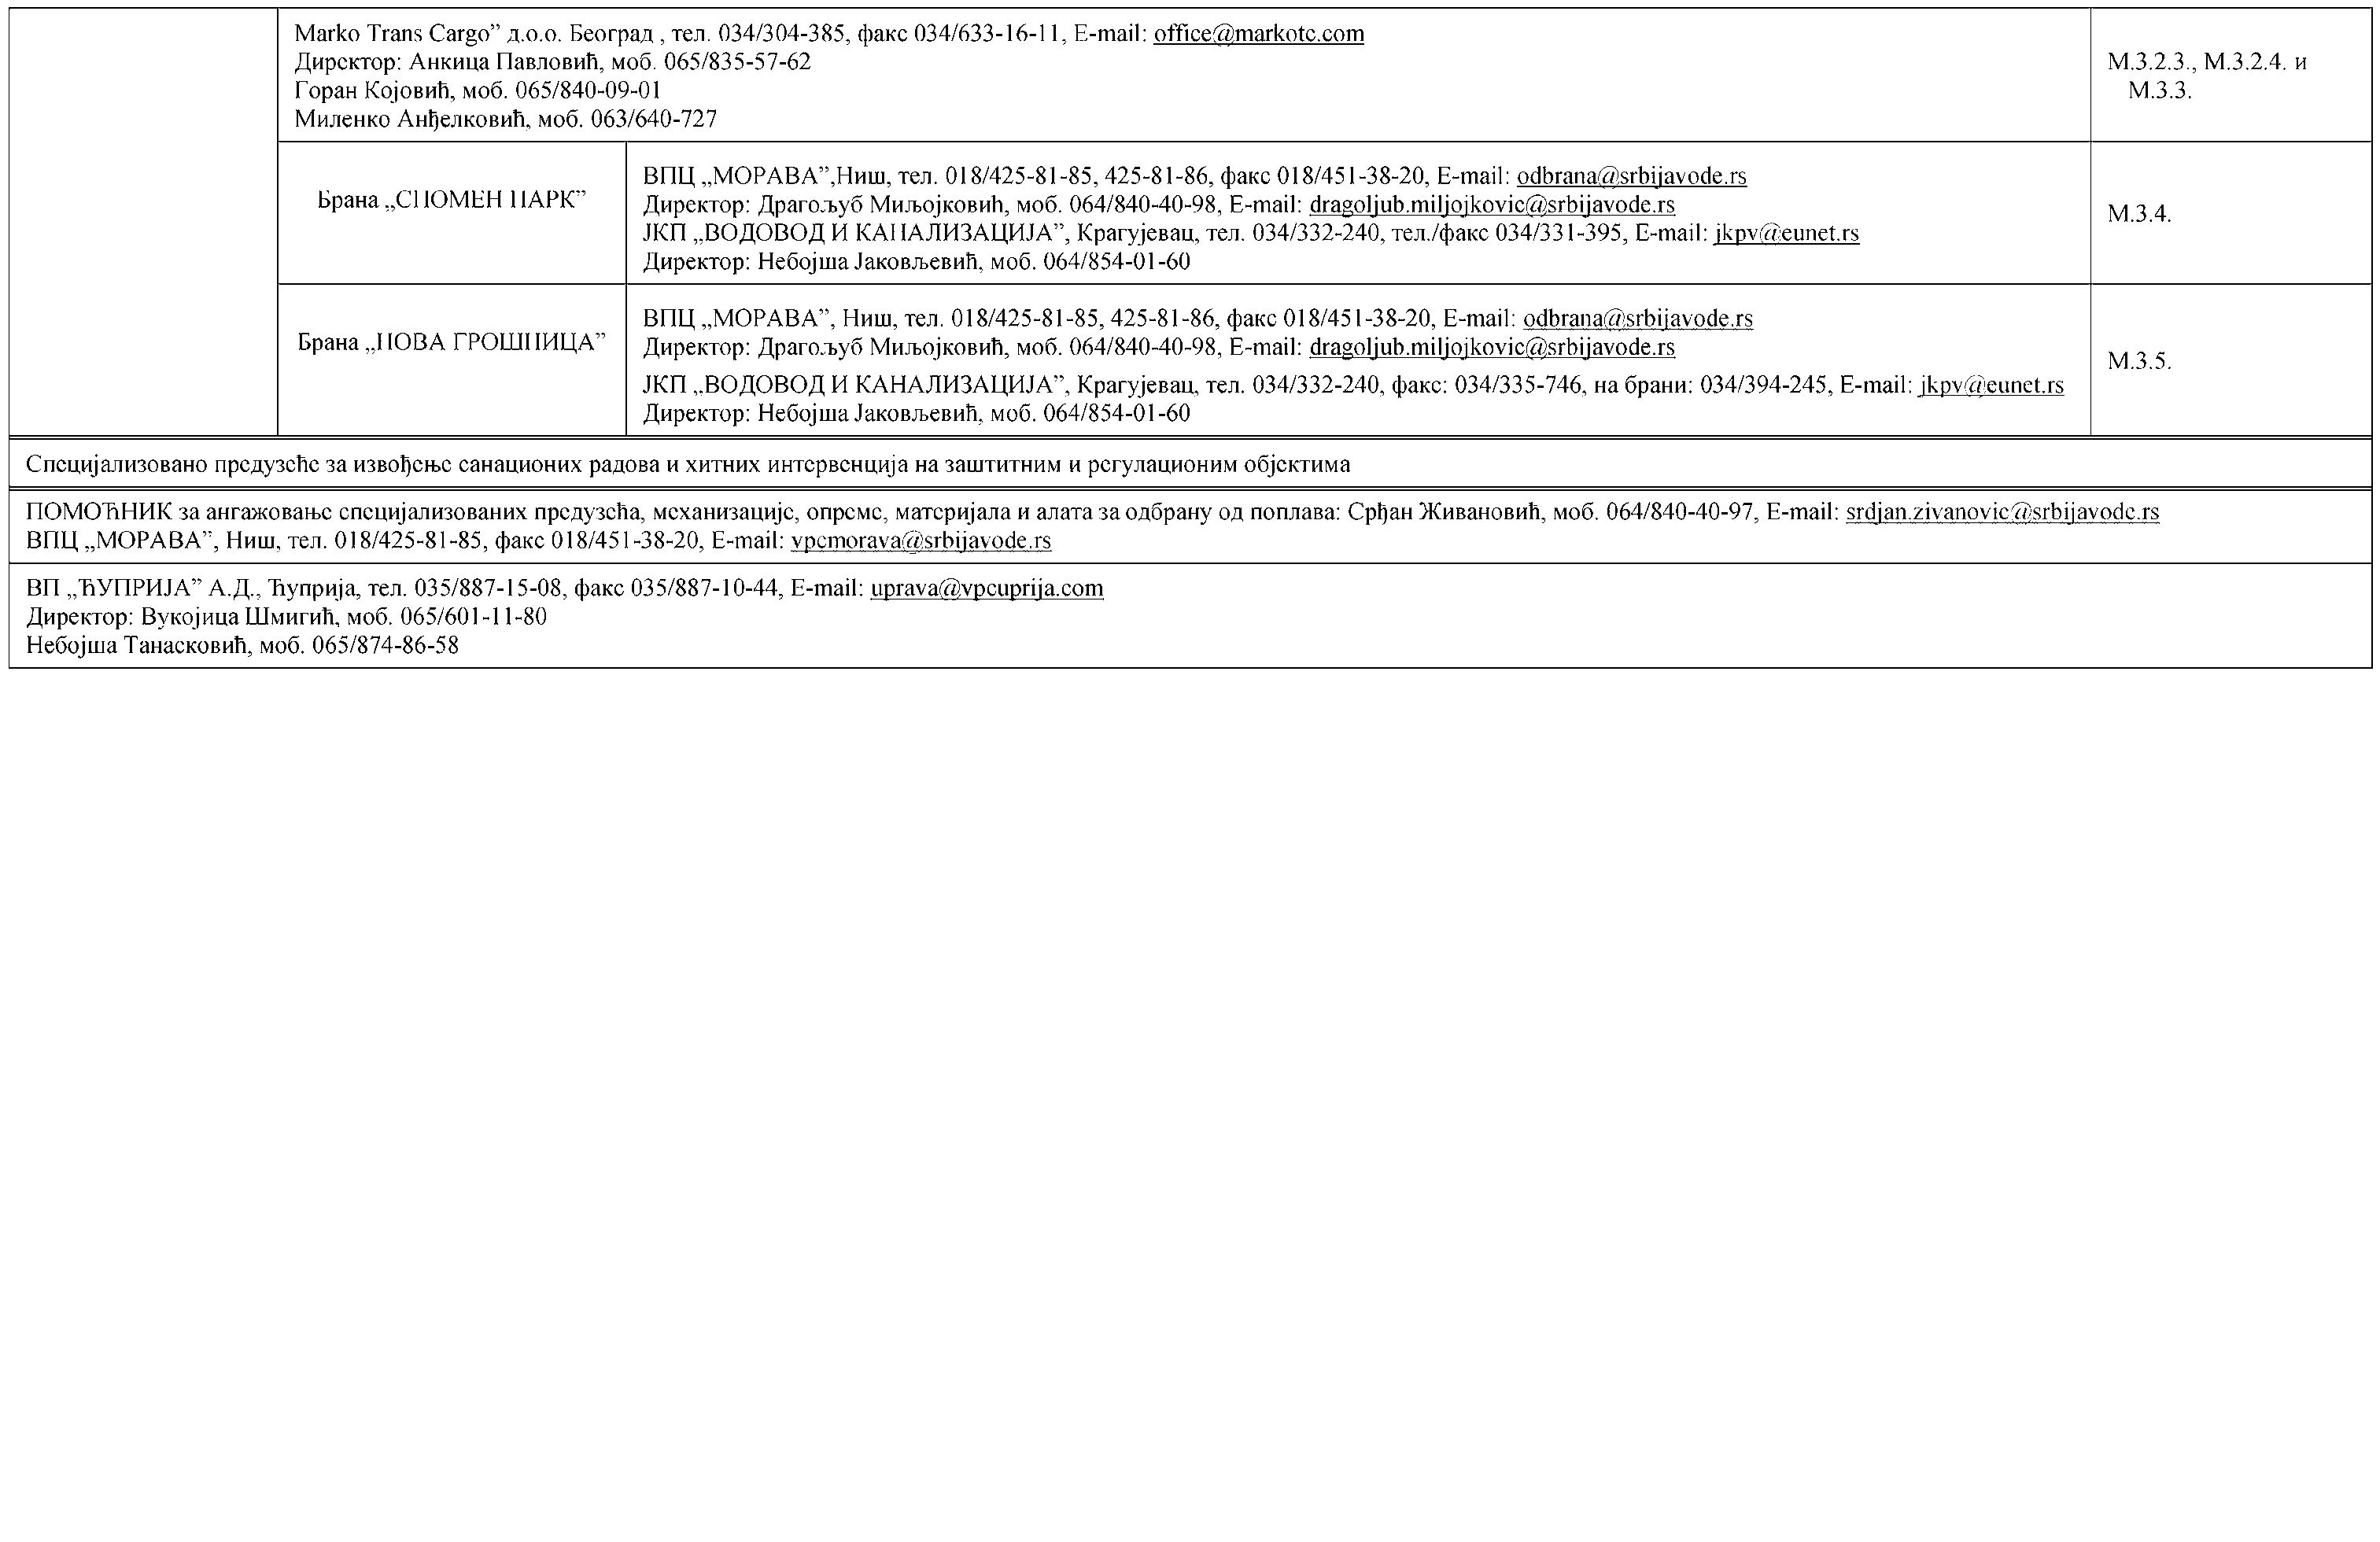 Marko Trans Cargo” д.о.о. Београд , тел. 034/304-385, факс 034/633-16-11, E-mail: office@markotc.com
Директор: Анкица Павловић, моб. 065/835-57-62
Горан Којовић, моб. 065/840-09-01
Миленко Анђелковић, моб. 063/640-727
М.3.2.3., М.3.2.4. и
М.3.3.
Брана „СПОМЕН ПАРК”
ВПЦ „МОРАВА”,Ниш, тел. 018/425-81-85, 425-81-86, факс 018/451-38-20, E-mail: odbrana@srbijavode.rs
Директор: Драгољуб Миљојковић, моб. 064/840-40-98, E-mail: dragoljub.miljojkovic@srbijavode.rs
ЈКП „ВОДОВОД И КАНАЛИЗАЦИЈА”, Крагујевац, тел. 034/332-240, тел./факс 034/331-395, E-mail: jkpv@eunet.rs
Директор: Небојша Јаковљевић, моб. 064/854-01-60
М.3.4.
Брана „НОВА ГРОШНИЦА”
ВПЦ „МОРАВА”, Ниш, тел. 018/425-81-85, 425-81-86, факс 018/451-38-20, E-mail: odbrana@srbijavode.rs
Директор: Драгољуб Миљојковић, моб. 064/840-40-98, E-mail: dragoljub.miljojkovic@srbijavode.rs
ЈКП „ВОДОВОД И КАНАЛИЗАЦИЈА”, Крагујевац, тел. 034/332-240, факс: 034/335-746, на брани: 034/394-245, E-mail: jkpv@eunet.rs
Директор: Небојша Јаковљевић, моб. 064/854-01-60
М.3.5.
Специјализовано предузеће за извођење санационих радова и хитних интервенција на заштитним и регулационим објектима
ПОМОЋНИК за ангажовање специјализованих предузећа, механизације, опреме, материјала и алата за одбрану од поплава: Срђан Живановић, моб. 064/840-40-97, E-mail: srdjan.zivanovic@srbijavode.rs
ВПЦ „МОРАВА”, Ниш, тел. 018/425-81-85, факс 018/451-38-20, E-mail: vpcmorava@srbijavode.rs
ВП „ЋУПРИЈА” А.Д., Ћуприја, тел. 035/887-15-08, факс 035/887-10-44, E-mail: uprava@vpcuprija.com
Директор: Вукојица Шмигић, моб. 065/601-11-80
Небојша Танасковић, моб. 065/874-86-58